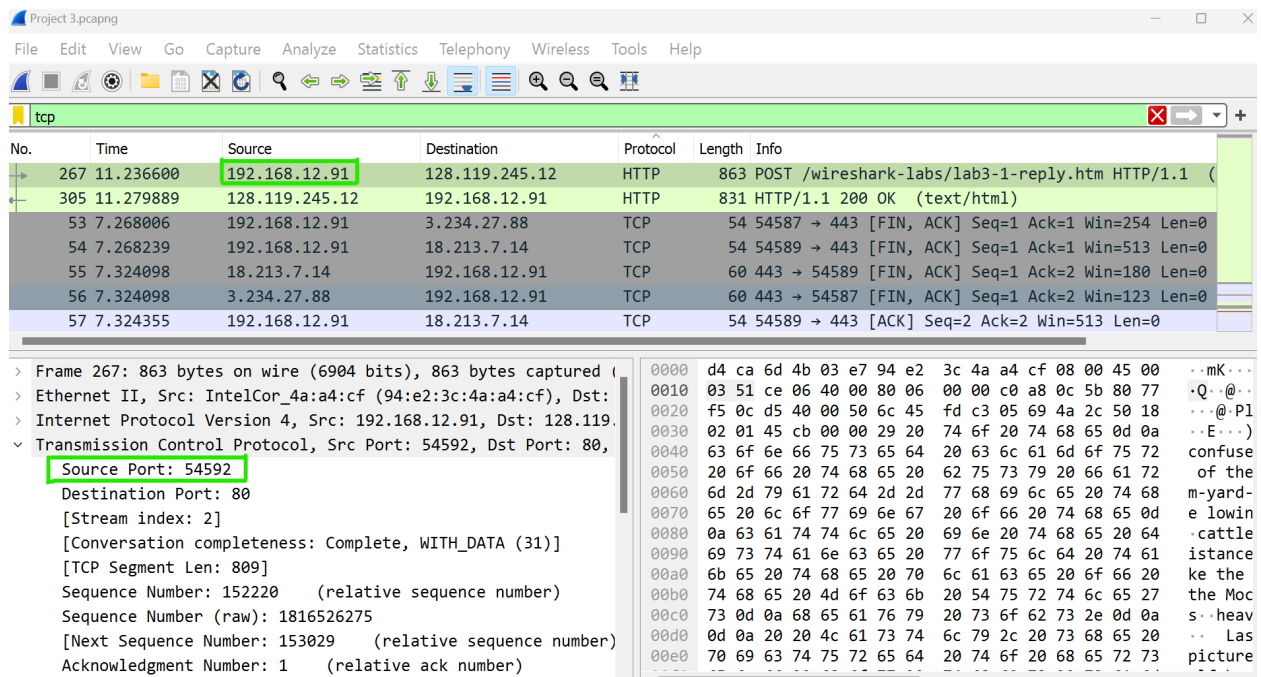 Project 3.pcapng
File Edit View Go Capture Analyze Statistics Telephony Wireless Tools Help
tcp
No. Time Source Destination Protocol Length Info
267 11.236600 192.168.12.91 128.119.245.12 HTTP 863 POST /wireshark-labs/lab3-1-reply.htm HTTP/1.1 (
305 11.279889 128.119.245.12 192.168.12.91 HTTP 831 HTTP/1.1 200 OK (text/html)
53 7.268006 192.168.12.91 3.234.27.88 TCP 54 54587 → 443 [FIN, ACK] Seq=1 Ack=1 Win=254 Len=0
54 7.268239 192.168.12.91 18.213.7.14 TCP 54 54589 → 443 [FIN, ACK] Seq=1 Ack=1 Win=513 Len=0
55 7.324098 18.213.7.14 192.168.12.91 TCP 60 443 → 54589 [FIN, ACK] Seq=1 Ack=2 Win=180 Len=0
56 7.324098 3.234.27.88 192.168.12.91 TCP 60 443 → 54587 [FIN, ACK] Seq=1 Ack=2 Win=123 Len=0
57 7.324355 192.168.12.91 18.213.7.14 TCP 54 54589 → 443 [ACK] Seq=2 Ack=2 Win=513 Len=0
Frame 267: 863 bytes on wire (6904 bits), 863 bytes captured (
Ethernet II, Src: IntelCor_4a:a4:cf (94:e2:3c:4a:a4:cf), Dst:
Internet Protocol Version 4, Src: 192.168.12.91, Dst: 128.119.
Transmission Control Protocol, Src Port: 54592, Dst Port: 80,
Source Port: 54592
Destination Port: 80
[Stream index: 2]
[Conversation completeness: Complete, WITH_DATA (31)]
[TCP Segment Len: 809]
Sequence Number: 152220 (relative sequence number)
Sequence Number (raw): 1816526275
[Next Sequence Number: 153029 (relative sequence number)
Acknowledgment Number: 1 (relative ack number)
0000 d4 ca 6d 4b 03 e7 94 e2 3c 4a a4 cf 08 00 45 00 ··mK···
0010 03 51 ce 06 40 00 80 06 00 00 c0 a8 0c 5b 80 77 ·Q··@··
0020 f5 0c d5 40 00 50 6c 45 fd c3 05 69 4a 2c 50 18 ···@·Pl
0030 02 01 45 cb 00 00 29 20 74 6f 20 74 68 65 0d 0a ··E···)
0040 63 6f 6e 66 75 73 65 64 20 63 6c 61 6d 6f 75 72 confuse
0050 20 6f 66 20 74 68 65 20 62 75 73 79 20 66 61 72 of the
0060 6d 2d 79 61 72 64 2d 2d 77 68 69 6c 65 20 74 68 m-yard-
0070 65 20 6c 6f 77 69 6e 67 20 6f 66 20 74 68 65 0d e lowin
0080 0a 63 61 74 74 6c 65 20 69 6e 20 74 68 65 20 64 ·cattle
0090 69 73 74 61 6e 63 65 20 77 6f 75 6c 64 20 74 61 istance
00a0 6b 65 20 74 68 65 20 70 6c 61 63 65 20 6f 66 20 ke the
00b0 74 68 65 20 4d 6f 63 6b 20 54 75 72 74 6c 65 27 the Moc
00c0 73 0d 0a 68 65 61 76 79 20 73 6f 62 73 2e 0d 0a s··heav
00d0 0d 0a 20 20 4c 61 73 74 6c 79 2c 20 73 68 65 20 ·· Las
00e0 70 69 63 74 75 72 65 64 20 74 6f 20 68 65 72 73 picture